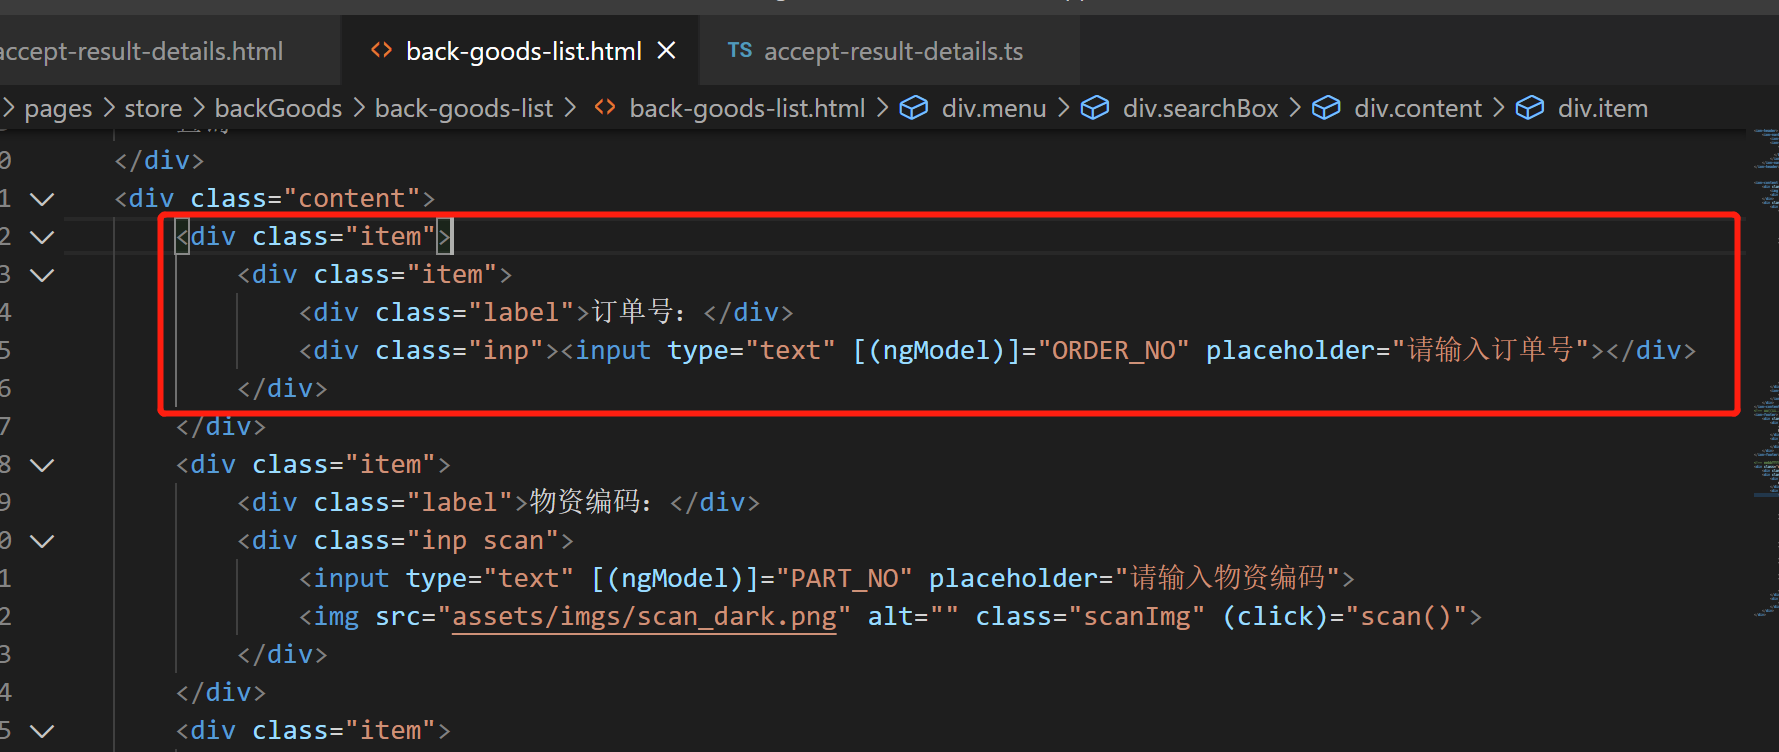 accept-result-details.html
<> back-goods-list.html ×
TS accept-result-details.ts
> pages > store > backGoods > back-goods-list > <> back-goods-list.html > div.menu > div.searchBox > div.content > div.item
0 </div>
1 <div class="content">
2 <div class="item">
3 <div class="item">
4 <div class="label">订单号：</div>
5 <div class="inp"><input type="text" [(ngModel)]="ORDER_NO" placeholder="请输入订单号"></div>
6 </div>
7 </div>
8 <div class="item">
9 <div class="label">物资编码：</div>
0 <div class="inp scan">
1 <input type="text" [(ngModel)]="PART_NO" placeholder="请输入物资编码">
2 <img src="assets/imgs/scan_dark.png" alt="" class="scanImg" (click)="scan()">
3 </div>
4 </div>
5 <div class="item">